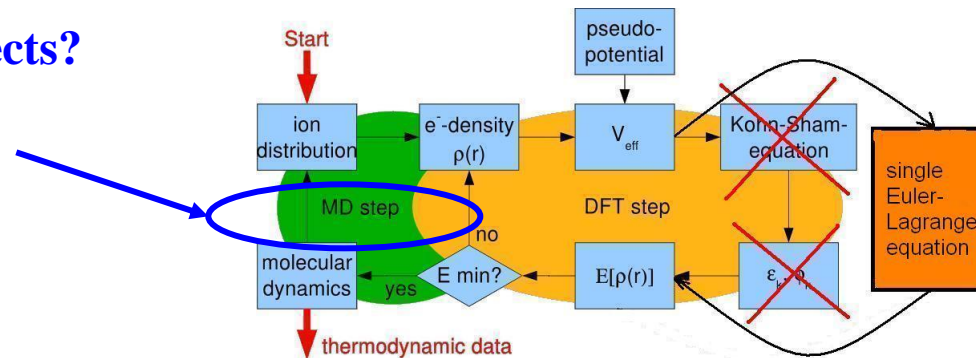 ects?
Start
pseudo-
potential
ion
distribution
e⁻-density
ρ(r)
V_eff
Kohn-Sham-
equation
single
Euler-
Lagrange
equation
MD step
DFT step
no
molecular
dynamics
yes
E min?
E[ρ(r)]
thermodynamic data